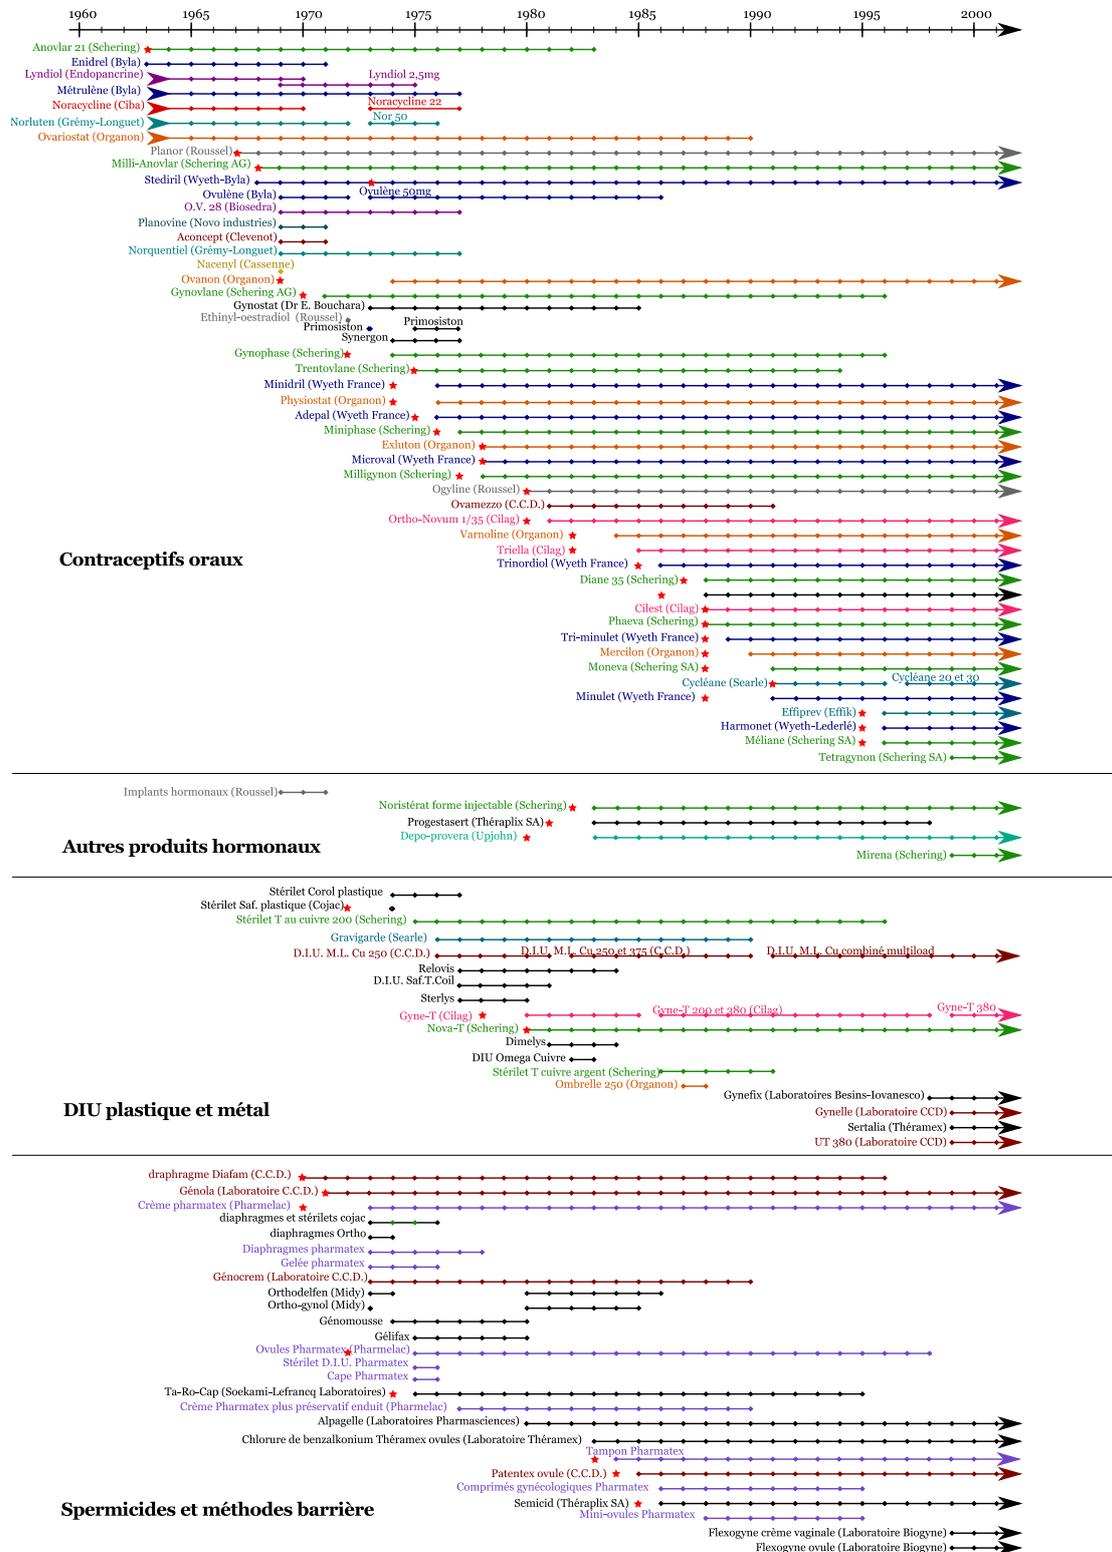 1960 1965 1970 1975 1980 1985 1990 1995 2000
Anovlar 21 (Schering)
Enidrel (Byla)
Lyndiol (Endopancrine) Lyndiol 2,5mg
Métrulène (Byla)
Noracycline (Ciba) Noracycline 22
Norluten (Grémy-Longuet) Nor 50
Ovariostat (Organon)
Planor (Roussel)
Milli-Anovlar (Schering AG)
Stediril (Wyeth-Byla)
Ovulène (Byla) Ovulène 50mg
O.V. 28 (Biosedra)
Planovine (Novo industries)
Aconcept (Clevenot)
Norquentiel (Grémy-Longuet)
Nacenyl (Cassenne)
Ovanon (Organon)
Gynovlane (Schering AG)
Gynostat (Dr E. Bouchara)
Ethinyl-oestradiol (Roussel)
Primosiston Primosiston
Synergon
Gynophase (Schering)
Trentovlane (Schering)
Minidril (Wyeth France)
Physiostat (Organon)
Adepal (Wyeth France)
Miniphase (Schering)
Exluton (Organon)
Microval (Wyeth France)
Milligynon (Schering)
Ogyline (Roussel)
Ovamezzo (C.C.D.)
Ortho-Novum 1/35 (Cilag)
Varnoline (Organon)
Triella (Cilag)
Contraceptifs oraux
Trinordiol (Wyeth France)
Diane 35 (Schering)
Cilest (Cilag)
Phaeva (Schering)
Tri-minulet (Wyeth France)
Mercilon (Organon)
Moneva (Schering SA)
Cycléane (Searle) Cycléane 20 et 30
Minulet (Wyeth France)
Effiprev (Effik)
Harmonet (Wyeth-Lederlé)
Méliane (Schering SA)
Tetragynon (Schering SA)
Implants hormonaux (Roussel)
Noristérat forme injectable (Schering)
Progestasert (Théraplix SA)
Depo-provera (Upjohn)
Autres produits hormonaux
Mirena (Schering)
Stérilet Corol plastique
Stérilet Saf. plastique (Cojac)
Stérilet T au cuivre 200 (Schering)
Gravigarde (Searle)
D.I.U. M.L. Cu 250 (C.C.D.) D.I.U. M.L. Cu 250 et 375 (C.C.D.) D.I.U. M.L. Cu combiné multiload
Relovis
D.I.U. Saf.T.Coil
Sterlys
Gyne-T (Cilag) Gyne-T 200 et 380 (Cilag) Gyne-T 380
Nova-T (Schering)
Dimelys
DIU Omega Cuivre
Stérilet T cuivre argent (Schering)
Ombrelle 250 (Organon)
Gynefix (Laboratoires Besins-Iovanesco)
DIU plastique et métal
Gynelle (Laboratoire CCD)
Sertalia (Théramex)
UT 380 (Laboratoire CCD)
draphragme Diafam (C.C.D.)
Génola (Laboratoire C.C.D.)
Crème pharmatex (Pharmelac)
diaphragmes et stérilets cojac
diaphragmes Ortho
Diaphragmes pharmatex
Gelée pharmatex
Génocrem (Laboratoire C.C.D.)
Orthodelfen (Midy)
Ortho-gynol (Midy)
Génomousse
Gélifax
Ovules Pharmatex (Pharmelac)
Stérilet D.I.U. Pharmatex
Cape Pharmatex
Ta-Ro-Cap (Soekami-Lefrancq Laboratoires)
Crème Pharmatex plus préservatif enduit (Pharmelac)
Alpagelle (Laboratoires Pharmasciences)
Chlorure de benzalkonium Théramex ovules (Laboratoire Théramex)
Tampon Pharmatex
Patentex ovule (C.C.D.)
Comprimés gynécologiques Pharmatex
Semicid (Théraplix SA)
Spermicides et méthodes barrière
Mini-ovules Pharmatex
Flexogyne crème vaginale (Laboratoire Biogyne)
Flexogyne ovule (Laboratoire Biogyne)